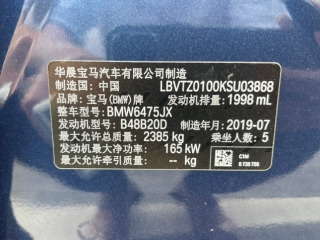 华晨宝马汽车有限公司制造
制造国：中国 LBVTZ0100KSU03868
品牌：宝马(BMW)牌 发动机排量：1998 mL
整车型号：BMW6475JX
发动机型号：B48B20D 制造年月：2019-07
最大允许总质量：2385 kg 乘坐人数：5
发动机最大净功率：165 kW
最大允许牵引质量：-- kg
C1M